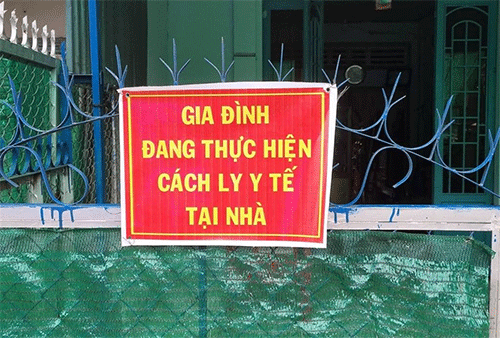 GIA ĐÌNH
ĐANG THỰC HIỆN
CÁCH LY Y TẾ
TẠI NHÀ